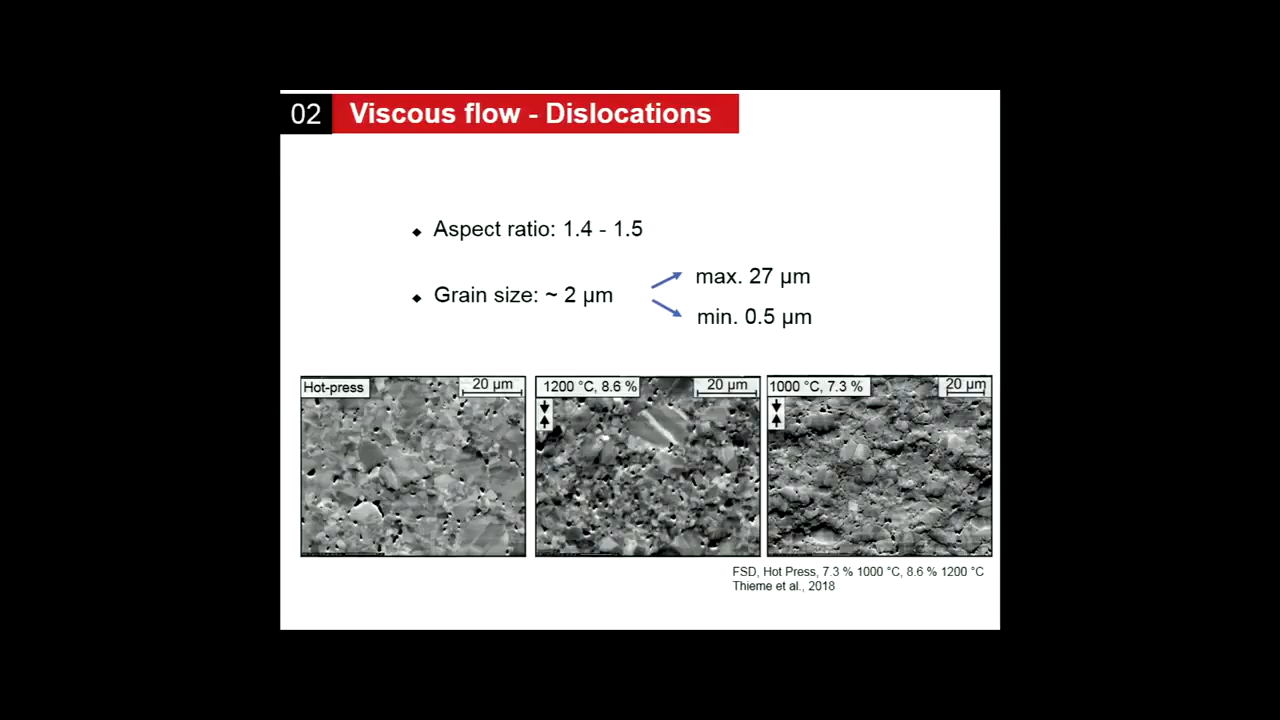 02 Viscous flow - Dislocations
◆ Aspect ratio: 1.4 - 1.5
◆ Grain size: ~ 2 µm
max. 27 µm
min. 0.5 µm
Hot-press 20 µm
1200 °C, 8.6 % 20 µm
1000 °C, 7.3 % 20 µm
FSD, Hot Press, 7.3 % 1000 °C, 8.6 % 1200 °C
Thieme et al., 2018